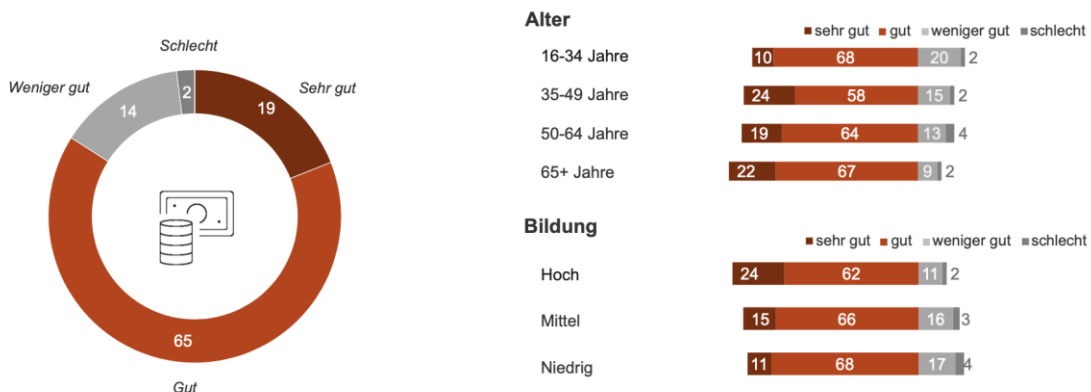 Schlecht
Weniger gut
Sehr gut
14
2
19
65
Gut
Alter
sehr gut gut weniger gut schlecht
16-34 Jahre 10 68 20 2
35-49 Jahre 24 58 15 2
50-64 Jahre 19 64 13 4
65+ Jahre 22 67 9 2
Bildung
sehr gut gut weniger gut schlecht
Hoch 24 62 11 2
Mittel 15 66 16 3
Niedrig 11 68 17 4